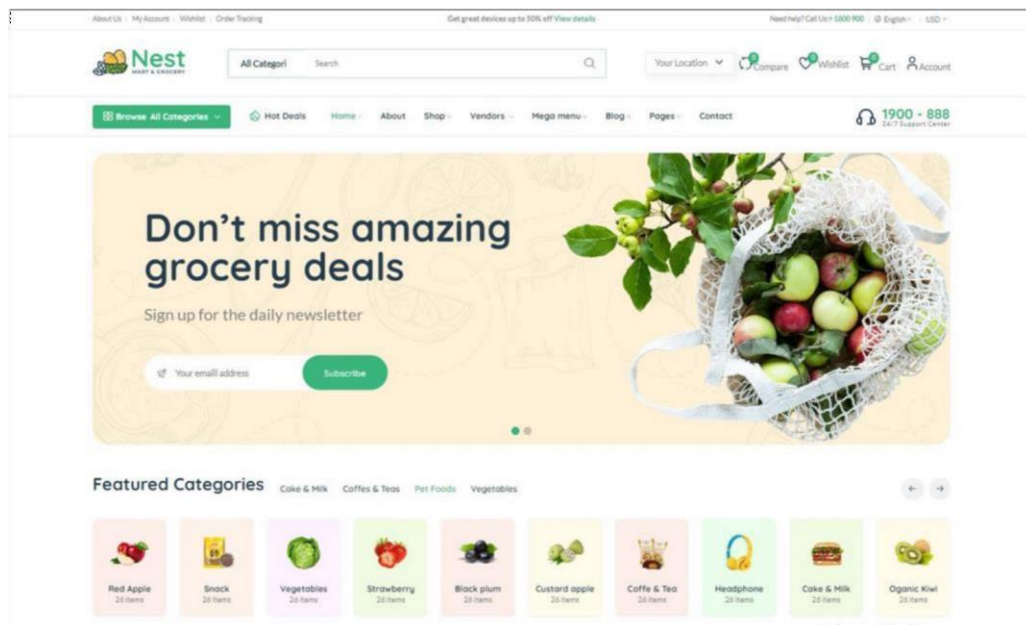 About Us | My Account | Wishlist | Order Tracking
Get great devices up to 50% off View details
Need help? Call Us: + 1800 900 | English | USD
Nest
MART & GROCERY
All Categori Search
Your Location
0 Compare
0 Wishlist
0 Cart
Account
Browse All Categories Hot Deals Home About Shop Vendors Mega menu Blog Pages Contact
1900 - 888
24/7 Support Center
Don't miss amazing
grocery deals
Sign up for the daily newsletter
Your emaill address Subscribe
Featured Categories Cake & Milk Coffes & Teas Pet Foods Vegetables
Red Apple Snack Vegetables Strawberry Black plum Custard apple Coffe & Tea Headphone Cake & Milk Oganic Kiwi
26 items 26 items 26 items 26 items 26 items 26 items 26 items 26 items 26 items 26 items